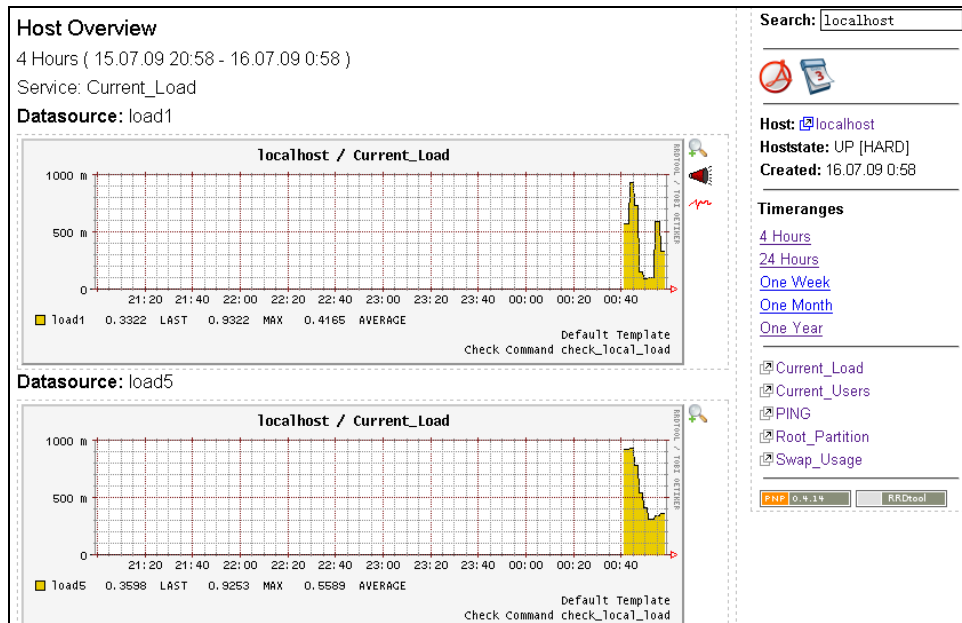 Host Overview
4 Hours ( 15.07.09 20:58 - 16.07.09 0:58 )
Service: Current_Load
Datasource: load1
localhost / Current_Load
RRDTOOL / TOBI OETIKER
1000 m
500 m
0
21:20 21:40 22:00 22:20 22:40 23:00 23:20 23:40 00:00 00:20 00:40
load1 0.3322 LAST 0.9322 MAX 0.4165 AVERAGE
Default Template
Check Command check_local_load
Datasource: load5
localhost / Current_Load
RRDTOOL / TOBI OETIKER
1000 m
500 m
0
21:20 21:40 22:00 22:20 22:40 23:00 23:20 23:40 00:00 00:20 00:40
load5 0.3598 LAST 0.9253 MAX 0.5589 AVERAGE
Default Template
Check Command check_local_load
Search: localhost
3
Host: localhost
Hoststate: UP [HARD]
Created: 16.07.09 0:58
Timeranges
4 Hours
24 Hours
One Week
One Month
One Year
Current_Load
Current_Users
PING
Root_Partition
Swap_Usage
PNP 0.4.14 RRDtool